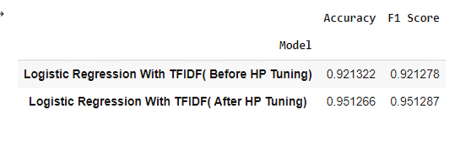 Accuracy F1 Score
Model
Logistic Regression With TFIDF( Before HP Tuning) 0.921322 0.921278
Logistic Regression With TFIDF( After HP Tuning) 0.951266 0.951287